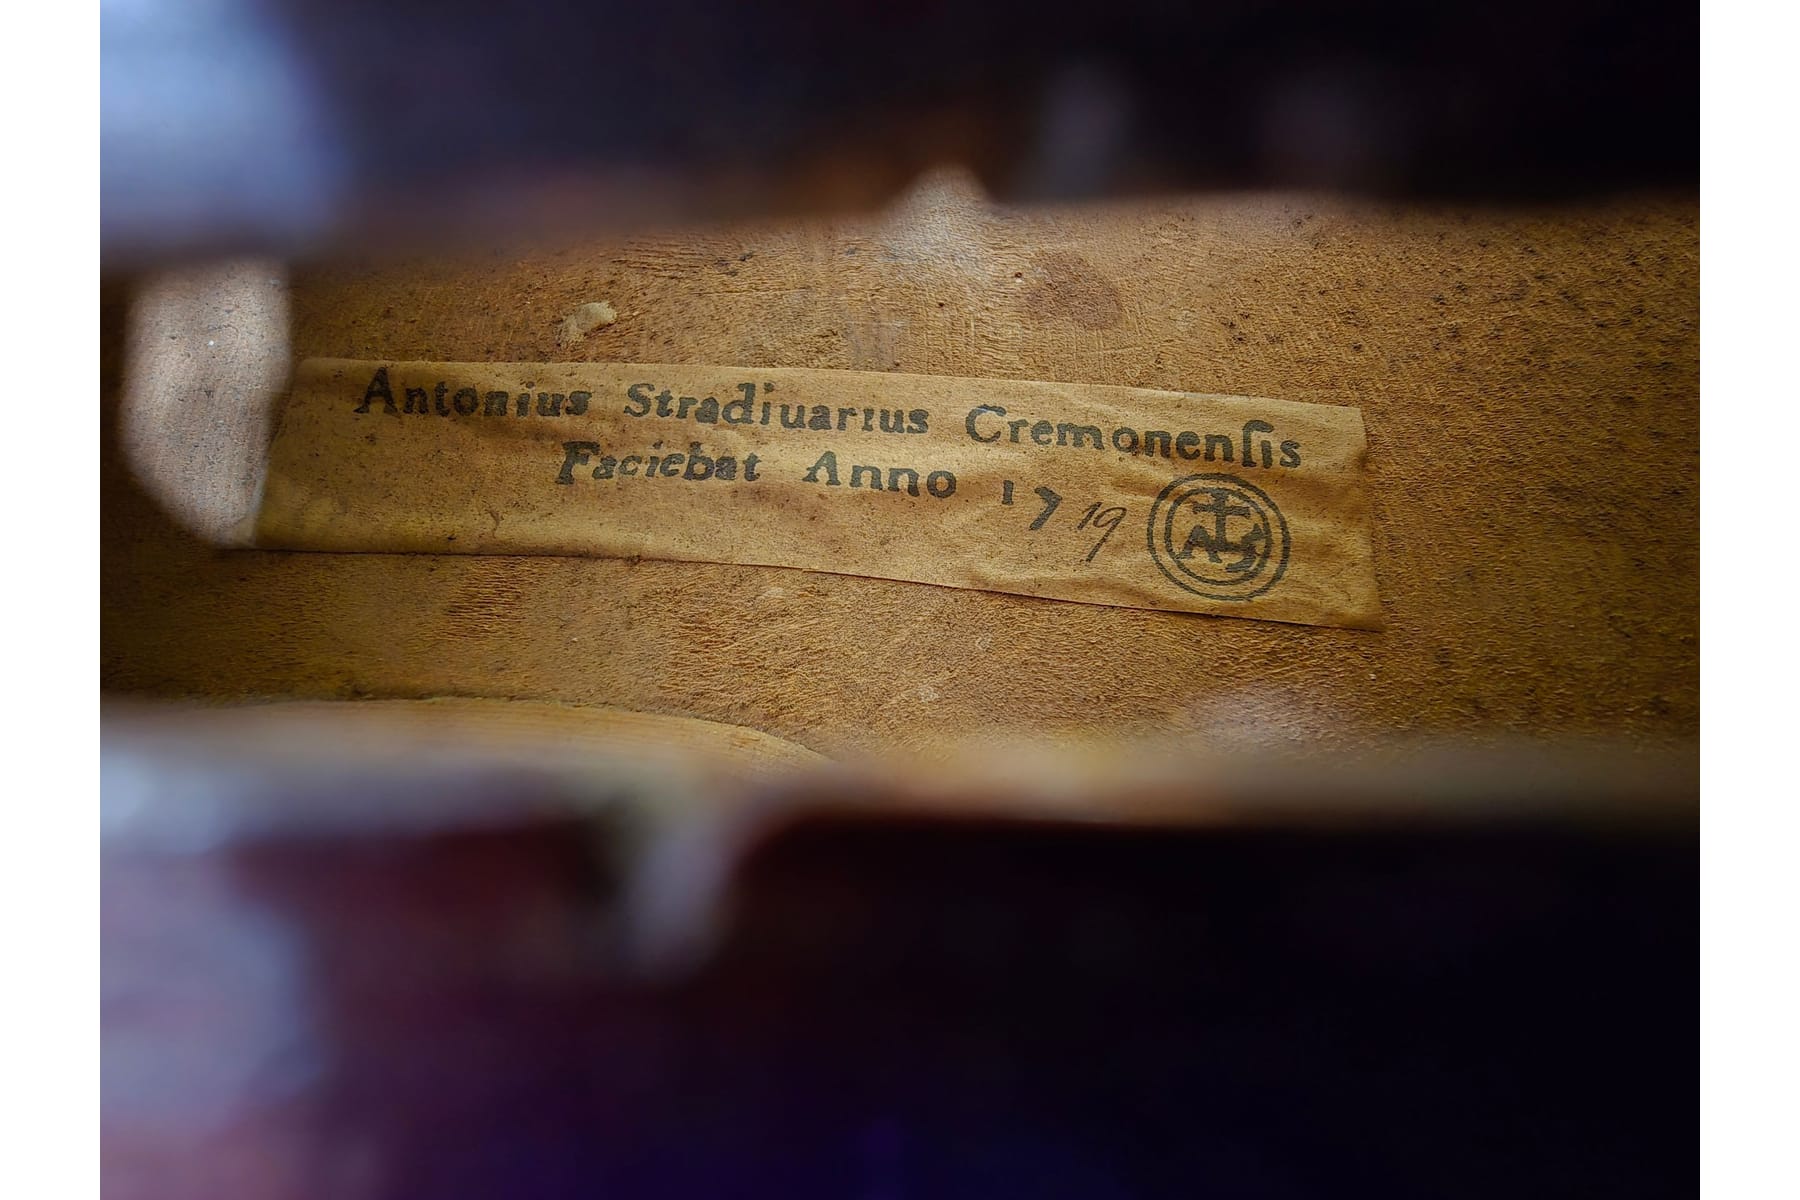 Antonius Stradiuarius Cremonenſis
Faciebat Anno 1719
A S